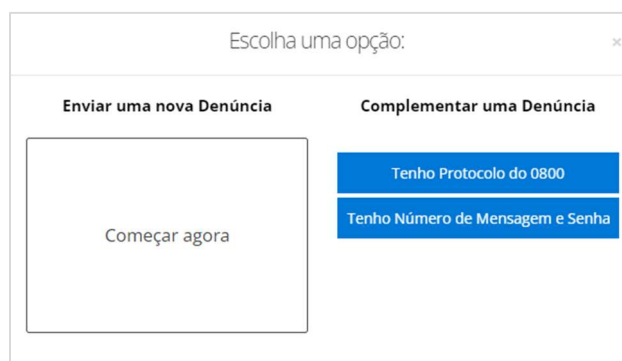 Escolha uma opção:
×
Enviar uma nova Denúncia
Começar agora
Complementar uma Denúncia
Tenho Protocolo do 0800
Tenho Número de Mensagem e Senha